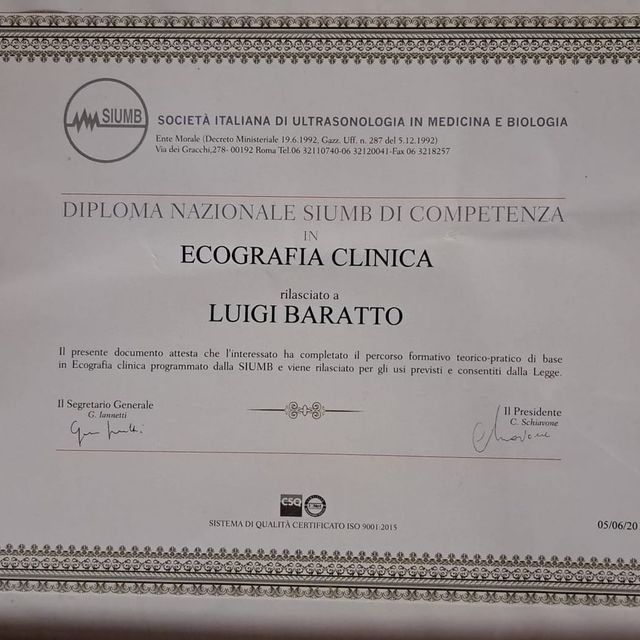 SIUMB
SOCIETÀ ITALIANA DI ULTRASONOLOGIA IN MEDICINA E BIOLOGIA
Ente Morale (Decreto Ministeriale 19.6.1992, Gazz. Uff. n. 287 del 5.12.1992)
Via dei Gracchi,278- 00192 Roma Tel.06 32110740-06 32120041-Fax 06 3218257
DIPLOMA NAZIONALE SIUMB DI COMPETENZA
IN
ECOGRAFIA CLINICA
rilasciato a
LUIGI BARATTO
Il presente documento attesta che l'interessato ha completato il percorso formativo teorico-pratico di base
in Ecografia clinica programmato dalla SIUMB e viene rilasciato per gli usi previsti e consentiti dalla Legge.
Il Segretario Generale
G. Iannetti
Il Presidente
C. Schiavone
CSQ
SISTEMA DI QUALITÀ CERTIFICATO ISO 9001:2015
05/06/20